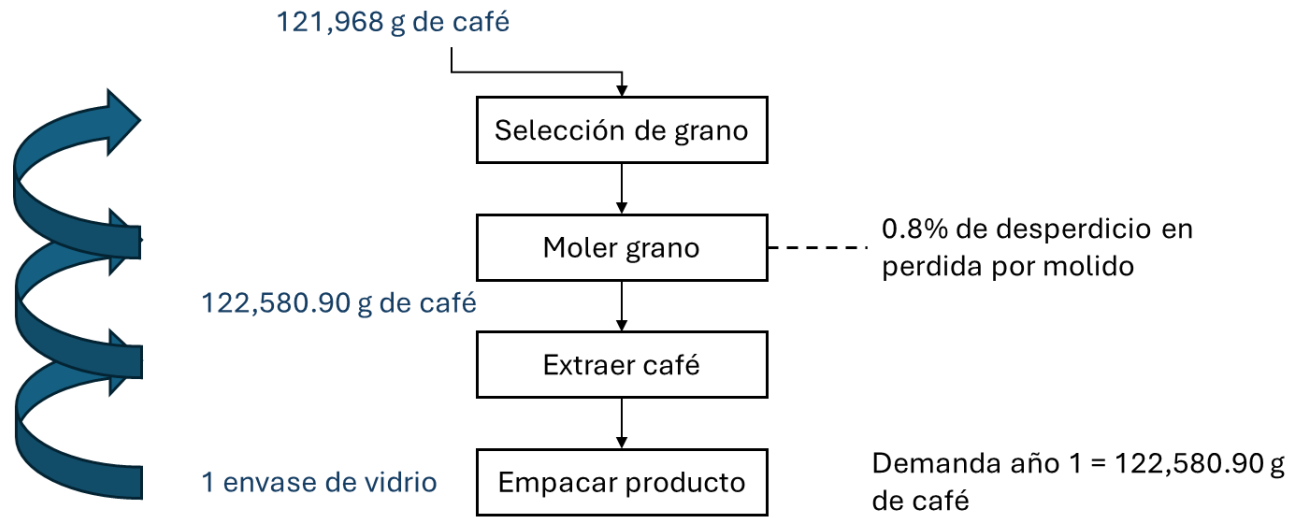 121,968 g de café
Selección de grano
Moler grano
0.8% de desperdicio en
perdida por molido
122,580.90 g de café
Extraer café
1 envase de vidrio
Empacar producto
Demanda año 1 = 122,580.90 g
de café